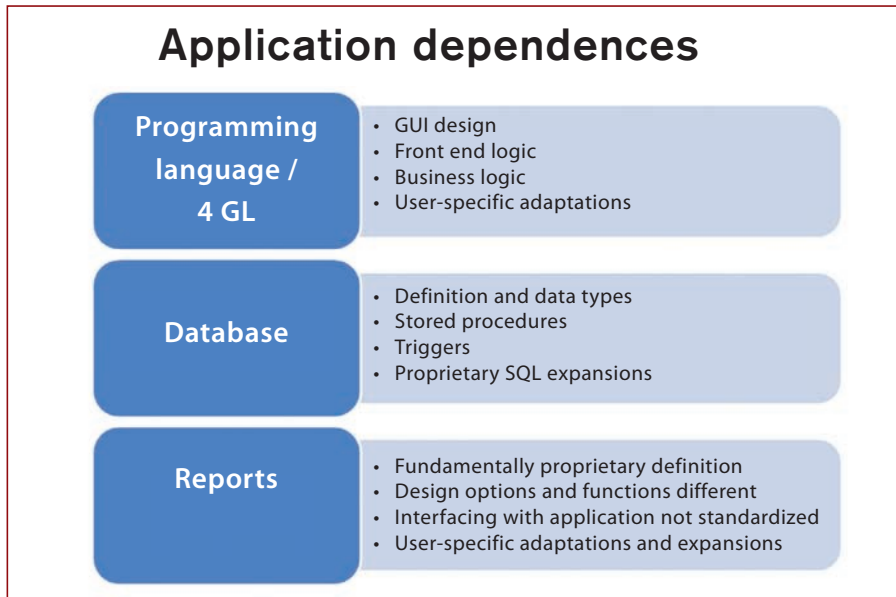 Application dependences
Programming
language /
4 GL
• GUI design
• Front end logic
• Business logic
• User-specific adaptations
Database
• Definition and data types
• Stored procedures
• Triggers
• Proprietary SQL expansions
Reports
• Fundamentally proprietary definition
• Design options and functions different
• Interfacing with application not standardized
• User-specific adaptations and expansions